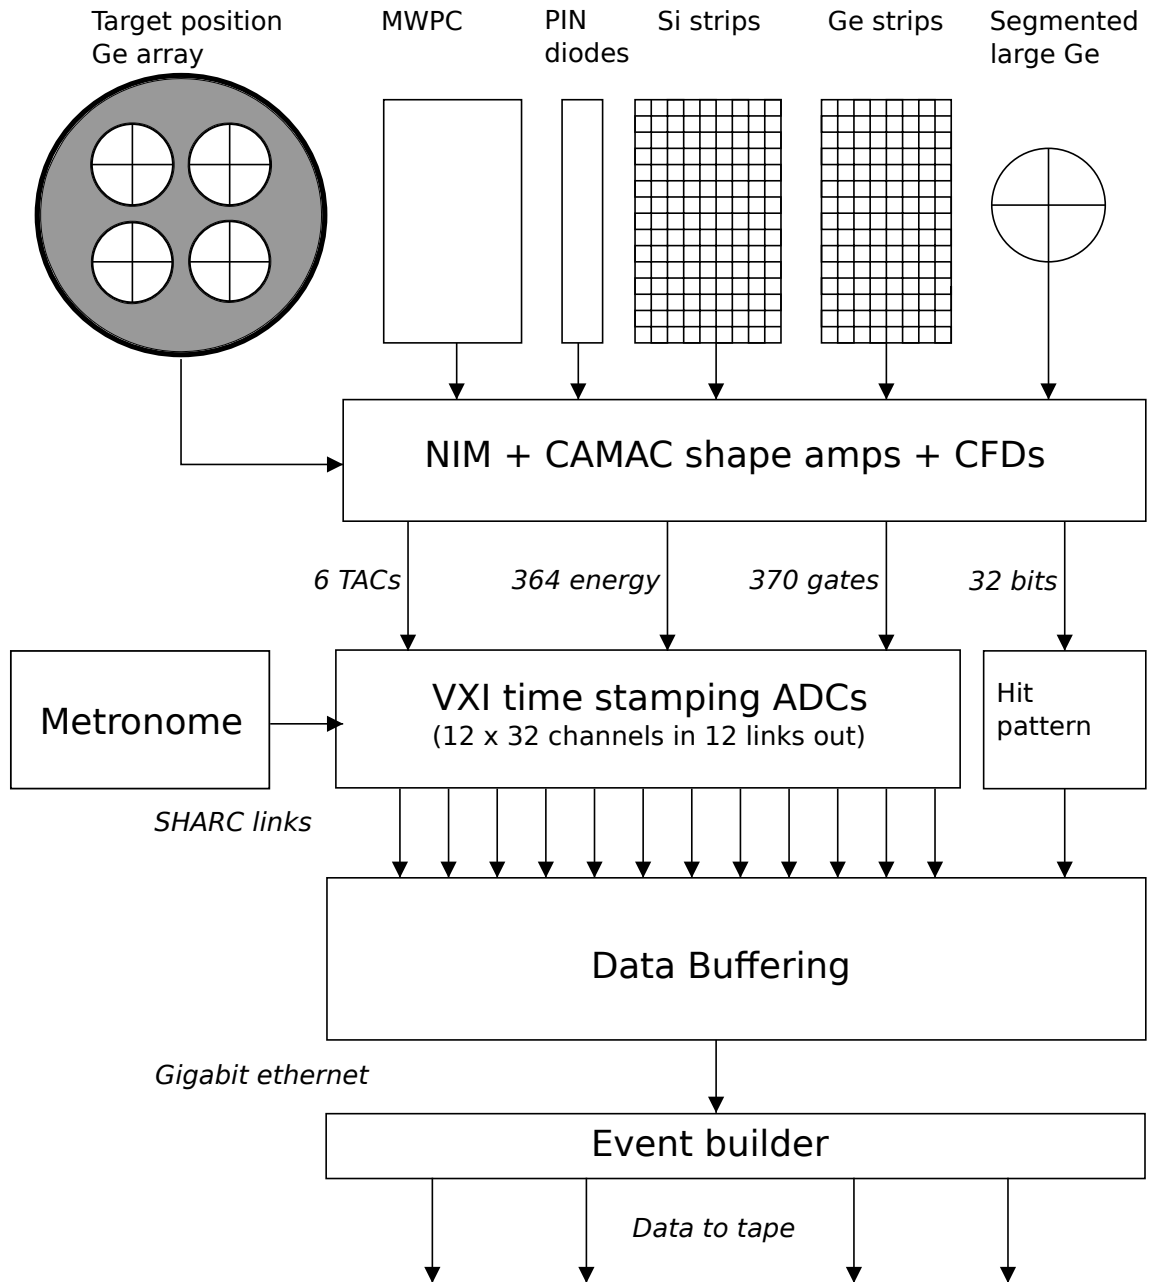 Target position
Ge array
MWPC
PIN
diodes
Si strips
Ge strips
Segmented
large Ge
NIM + CAMAC shape amps + CFDs
6 TACs
364 energy
370 gates
32 bits
Metronome
VXI time stamping ADCs
(12 x 32 channels in 12 links out)
Hit
pattern
SHARC links
Data Buffering
Gigabit ethernet
Event builder
Data to tape